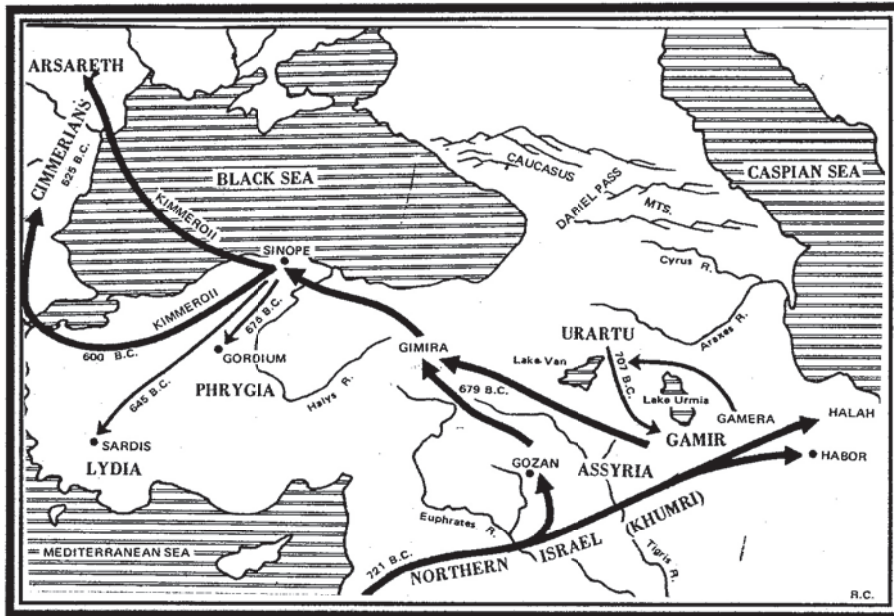 ARSARETH
CIMMERIANS
625 B.C.
BLACK SEA
CAUCASUS
DARIEL PASS
MTS.
CASPIAN SEA
KIMMEROII
SINOPE
Cyrus R.
KIMMEROII
675 B.C.
600 B.C.
GORDIUM
GIMIRA
URARTU
Araxes R.
Lake Van
707 B.C.
PHRYGIA
Halys R.
645 B.C.
679 B.C.
Lake Urmia
GAMERA
HALAH
GAMIR
SARDIS
LYDIA
GOZAN
ASSYRIA
HABOR
(KHUMRI)
Euphrates R.
MEDITERRANEAN SEA
721 B.C.
NORTHERN ISRAEL
Tigris R.
R.C.